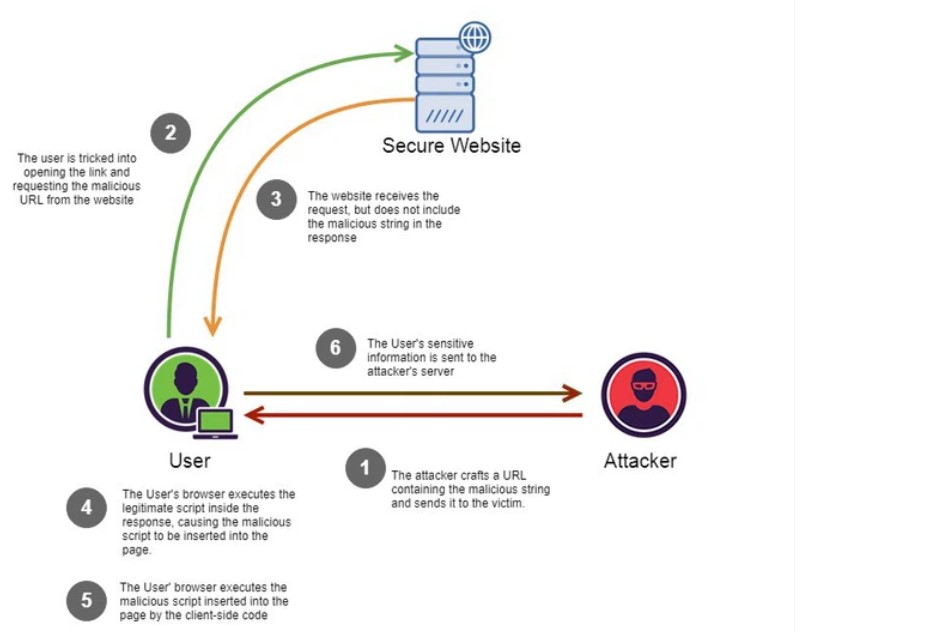 Secure Website
2
The user is tricked into
opening the link and
requesting the malicious
URL from the website
3
The website receives the
request, but does not include
the malicious string in the
response
6
The User's sensitive
information is sent to the
attacker's server
User
Attacker
1
The attacker crafts a URL
containing the malicious string
and sends it to the victim.
4
The User's browser executes the
legitimate script inside the
response, causing the malicious
script to be inserted into the
page.
5
The User' browser executes the
malicious script inserted into the
page by the client-side code